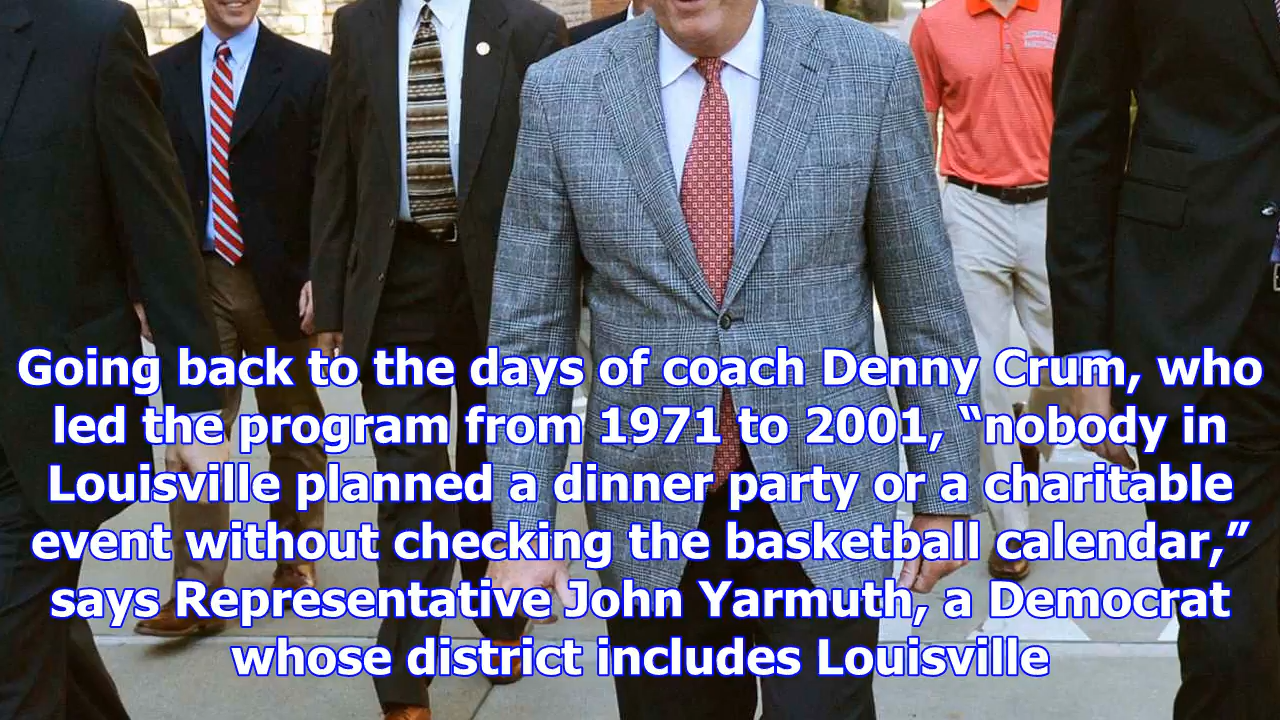 Going back to the days of coach Denny Crum, who
led the program from 1971 to 2001, “nobody in
Louisville planned a dinner party or a charitable
event without checking the basketball calendar,”
says Representative John Yarmuth, a Democrat
whose district includes Louisville